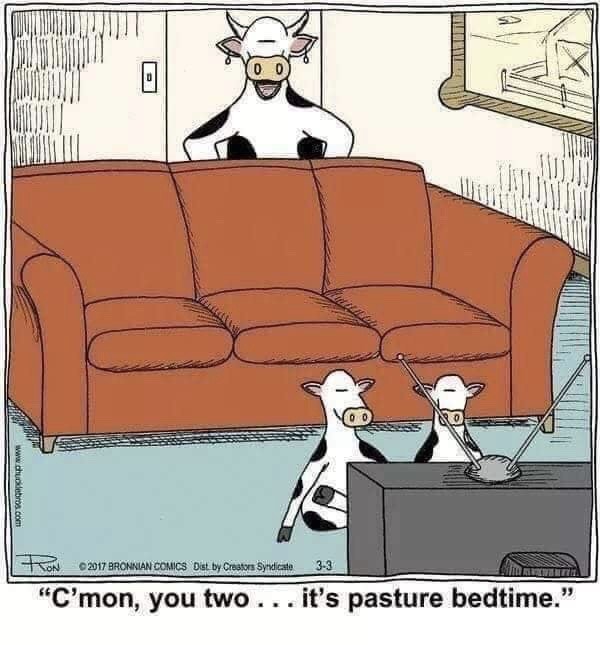 www.chucklebros.com
RON © 2017 BRONNIAN COMICS Dist. by Creators Syndicate 3-3
“C’mon, you two . . . it’s pasture bedtime.”